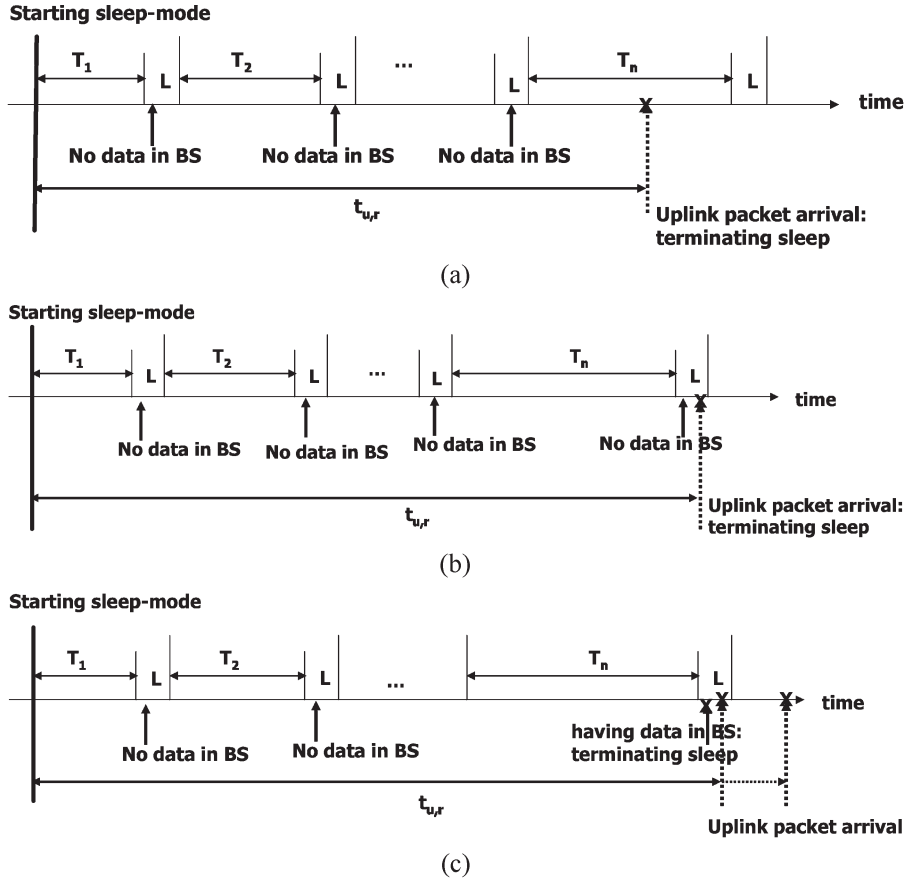 Starting sleep-mode
T1 L T2 L ... L Tn L
time
No data in BS No data in BS No data in BS
tu,r
Uplink packet arrival:
terminating sleep
(a)
Starting sleep-mode
T1 L T2 L ... L Tn L
time
No data in BS No data in BS No data in BS No data in BS
tu,r
Uplink packet arrival:
terminating sleep
(b)
Starting sleep-mode
T1 L T2 L ... Tn L
time
No data in BS No data in BS
having data in BS:
terminating sleep
tu,r
Uplink packet arrival
(c)